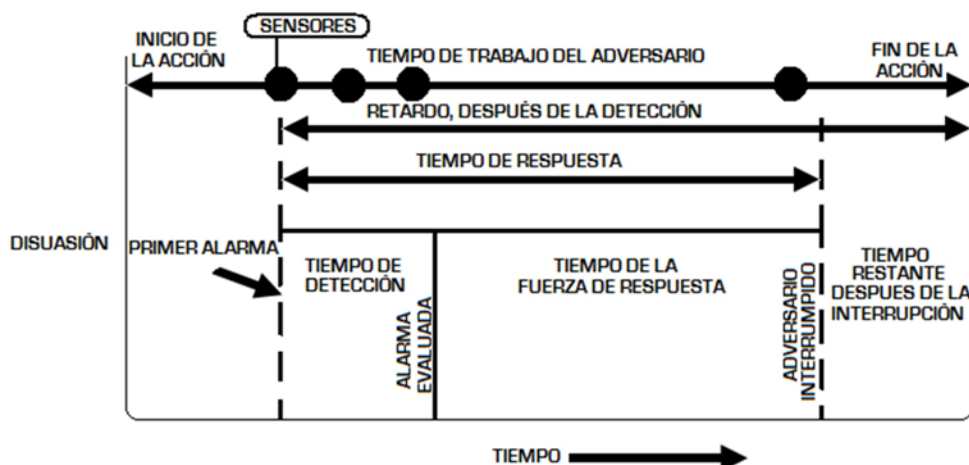 SENSORES
INICIO DE
LA ACCIÓN
TIEMPO DE TRABAJO DEL ADVERSARIO
FIN DE LA
ACCIÓN
RETARDO, DESPUÉS DE LA DETECCIÓN
TIEMPO DE RESPUESTA
DISUASIÓN
PRIMER ALARMA
TIEMPO DE
DETECCIÓN
ALARMA
EVALUADA
TIEMPO DE LA
FUERZA DE RESPUESTA
ADVERSARIO
INTERRUMPIDO
TIEMPO
RESTANTE
DESPUES DE LA
INTERRUPCIÓN
TIEMPO